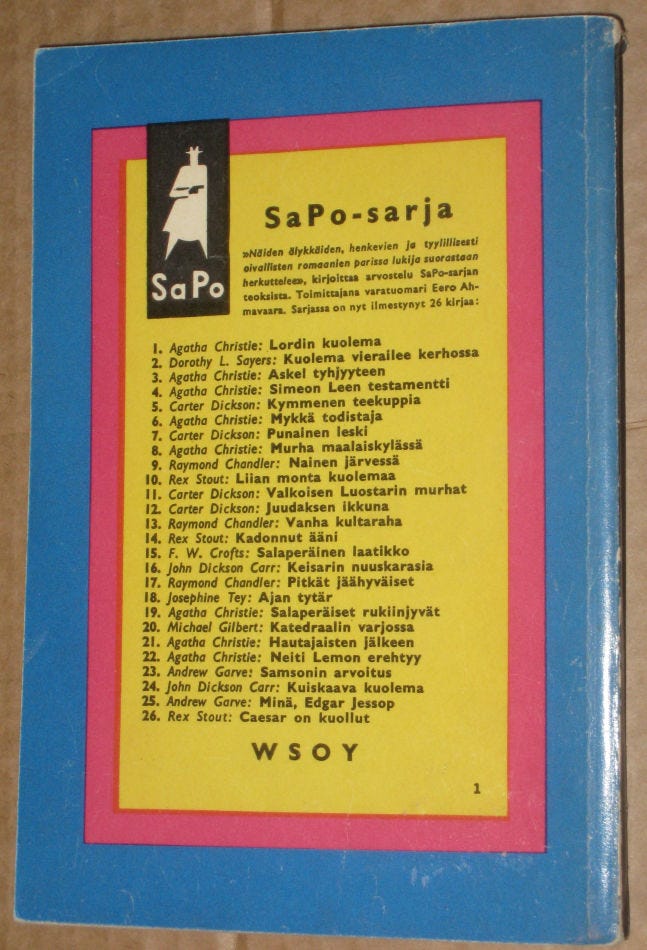 SaPo
SaPo-sarja
»Näiden älykkäiden, henkevien ja tyylillisesti
oivallisten romaanien parissa lukija suorastaan
herkuttelee», kirjoittaa arvostelu SaPo-sarjan
teoksista. Toimittajana varatuomari Eero Ah-
mavaara. Sarjassa on nyt ilmestynyt 26 kirjaa:
1. Agatha Christie: Lordin kuolema
2. Dorothy L. Sayers: Kuolema vierailee kerhossa
3. Agatha Christie: Askel tyhjyyteen
4. Agatha Christie: Simeon Leen testamentti
5. Carter Dickson: Kymmenen teekuppia
6. Agatha Christie: Mykkä todistaja
7. Carter Dickson: Punainen leski
8. Agatha Christie: Murha maalaiskylässä
9. Raymond Chandler: Nainen järvessä
10. Rex Stout: Liian monta kuolemaa
11. Carter Dickson: Valkoisen Luostarin murhat
12. Carter Dickson: Juudaksen ikkuna
13. Raymond Chandler: Vanha kultaraha
14. Rex Stout: Kadonnut ääni
15. F. W. Crofts: Salaperäinen laatikko
16. John Dickson Carr: Keisarin nuuskarasia
17. Raymond Chandler: Pitkät jäähyväiset
18. Josephine Tey: Ajan tytär
19. Agatha Christie: Salaperäiset rukiinjyvät
20. Michael Gilbert: Katedraalin varjossa
21. Agatha Christie: Hautajaisten jälkeen
22. Agatha Christie: Neiti Lemon erehtyy
23. Andrew Garve: Samsonin arvoitus
24. John Dickson Carr: Kuiskaava kuolema
25. Andrew Garve: Minä, Edgar Jessop
26. Rex Stout: Caesar on kuollut
WSOY
1